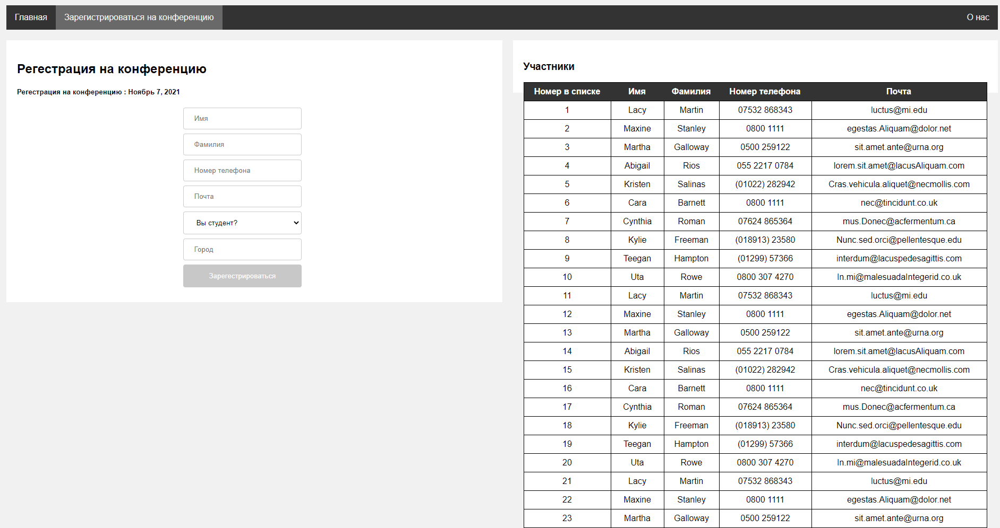 Главная Зарегистрироваться на конференцию О нас
Регестрация на конференцию
Регестрация на конференцию : Ноябрь 7, 2021
Имя
Фамилия
Номер телефона
Почта
Вы студент?
Город
Зарегестрироваться
Участники
Номер в списке Имя Фамилия Номер телефона Почта
1 Lacy Martin 07532 868343 luctus@mi.edu
2 Maxine Stanley 0800 1111 egestas.Aliquam@dolor.net
3 Martha Galloway 0500 259122 sit.amet.ante@urna.org
4 Abigail Rios 055 2217 0784 lorem.sit.amet@lacusAliquam.com
5 Kristen Salinas (01022) 282942 Cras.vehicula.aliquet@necmollis.com
6 Cara Barnett 0800 1111 nec@tincidunt.co.uk
7 Cynthia Roman 07624 865364 mus.Donec@acfermentum.ca
8 Kylie Freeman (018913) 23580 Nunc.sed.orci@pellentesque.edu
9 Teegan Hampton (01299) 57366 interdum@lacuspedesagittis.com
10 Uta Rowe 0800 307 4270 In.mi@malesuadaIntegerid.co.uk
11 Lacy Martin 07532 868343 luctus@mi.edu
12 Maxine Stanley 0800 1111 egestas.Aliquam@dolor.net
13 Martha Galloway 0500 259122 sit.amet.ante@urna.org
14 Abigail Rios 055 2217 0784 lorem.sit.amet@lacusAliquam.com
15 Kristen Salinas (01022) 282942 Cras.vehicula.aliquet@necmollis.com
16 Cara Barnett 0800 1111 nec@tincidunt.co.uk
17 Cynthia Roman 07624 865364 mus.Donec@acfermentum.ca
18 Kylie Freeman (018913) 23580 Nunc.sed.orci@pellentesque.edu
19 Teegan Hampton (01299) 57366 interdum@lacuspedesagittis.com
20 Uta Rowe 0800 307 4270 In.mi@malesuadaIntegerid.co.uk
21 Lacy Martin 07532 868343 luctus@mi.edu
22 Maxine Stanley 0800 1111 egestas.Aliquam@dolor.net
23 Martha Galloway 0500 259122 sit.amet.ante@urna.org